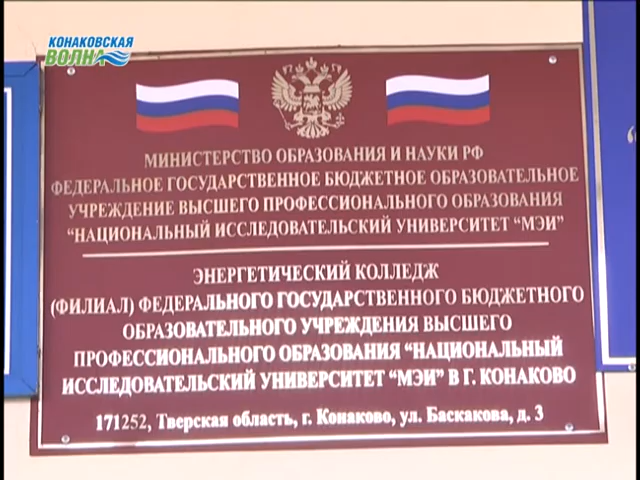 КОНАКОВСКАЯ
ВОЛНА
МИНИСТЕРСТВО ОБРАЗОВАНИЯ И НАУКИ РФ
ФЕДЕРАЛЬНОЕ ГОСУДАРСТВЕННОЕ БЮДЖЕТНОЕ ОБРАЗОВАТЕЛЬНОЕ
УЧРЕЖДЕНИЕ ВЫСШЕГО ПРОФЕССИОНАЛЬНОГО ОБРАЗОВАНИЯ
“НАЦИОНАЛЬНЫЙ ИССЛЕДОВАТЕЛЬСКИЙ УНИВЕРСИТЕТ “МЭИ”
ЭНЕРГЕТИЧЕСКИЙ КОЛЛЕДЖ
(ФИЛИАЛ) ФЕДЕРАЛЬНОГО ГОСУДАРСТВЕННОГО БЮДЖЕТНОГО
ОБРАЗОВАТЕЛЬНОГО УЧРЕЖДЕНИЯ ВЫСШЕГО
ПРОФЕССИОНАЛЬНОГО ОБРАЗОВАНИЯ “НАЦИОНАЛЬНЫЙ
ИССЛЕДОВАТЕЛЬСКИЙ УНИВЕРСИТЕТ “МЭИ” В Г. КОНАКОВО
171252, Тверская область, г. Конаково, ул. Баскакова, д. 3